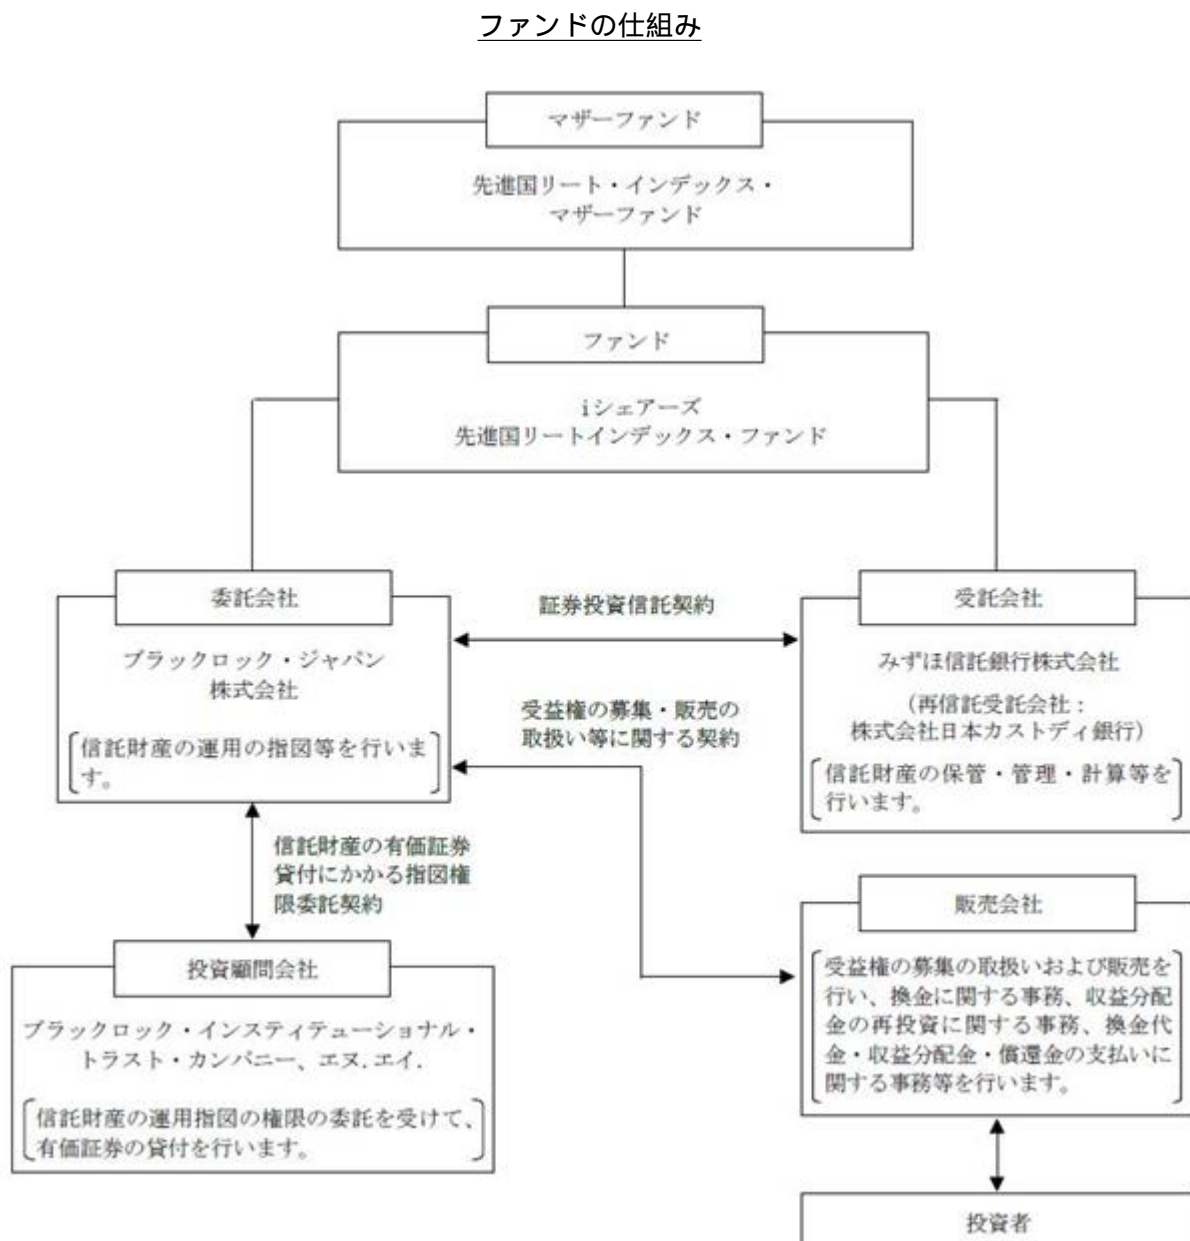 ファンドの仕組み
マザーファンド
先進国リート・インデックス・
マザーファンド
ファンド
iシェアーズ
先進国リートインデックス・ファンド
委託会社
ブラックロック・ジャパン
株式会社
信託財産の運用の指図等を行いま
す。
証券投資信託契約
受益権の募集・販売の
取扱い等に関する契約
受託会社
みずほ信託銀行株式会社
(再信託受託会社:
株式会社日本カストディ銀行)
信託財産の保管・管理・計算等を
行います。
信託財産の有価証券
貸付にかかる指図権
限委託契約
投資顧問会社
ブラックロック・インスティテューショナル・
トラスト・カンパニー、エヌ.エイ.
信託財産の運用指図の権限の委託を受けて、
有価証券の貸付を行います。
販売会社
受益権の募集の取扱いおよび販売を
行い、換金に関する事務、収益分配
金の再投資に関する事務、換金代
金・収益分配金・償還金の支払いに
関する事務等を行います。
投資者